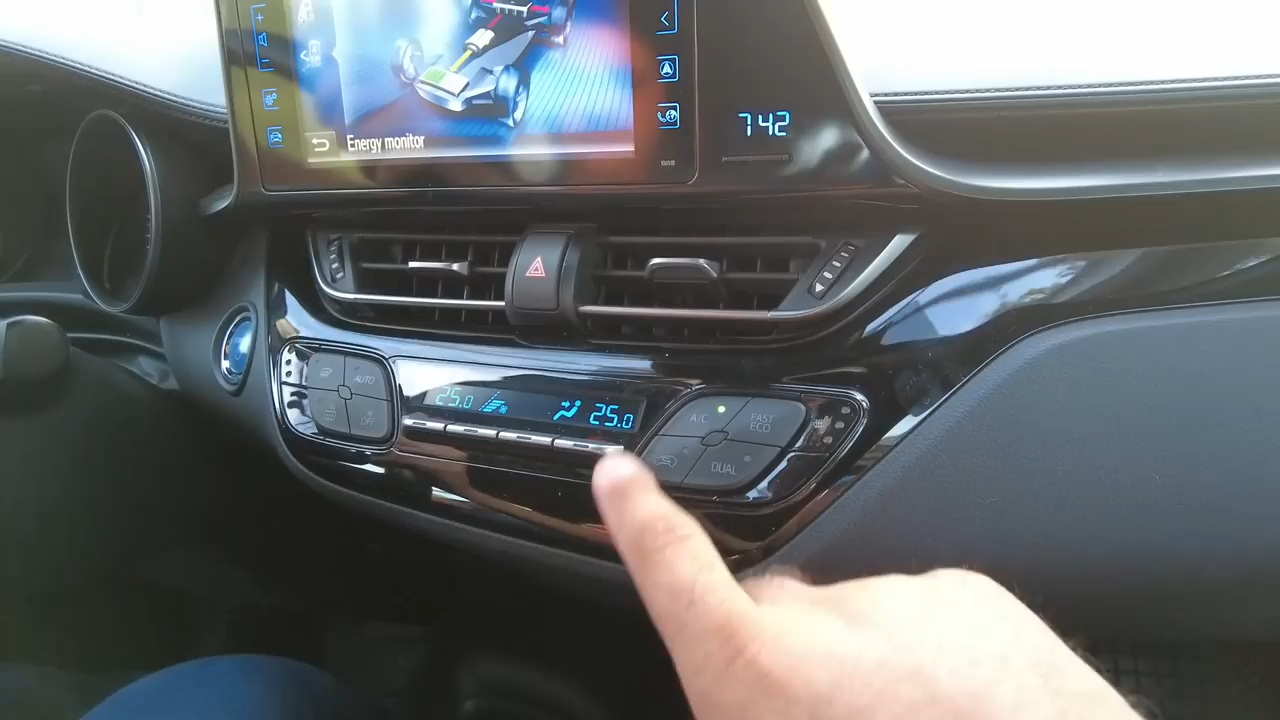 Energy monitor
742
25.0
25.0
AUTO
OFF
A/C
FAST
ECO
DUAL